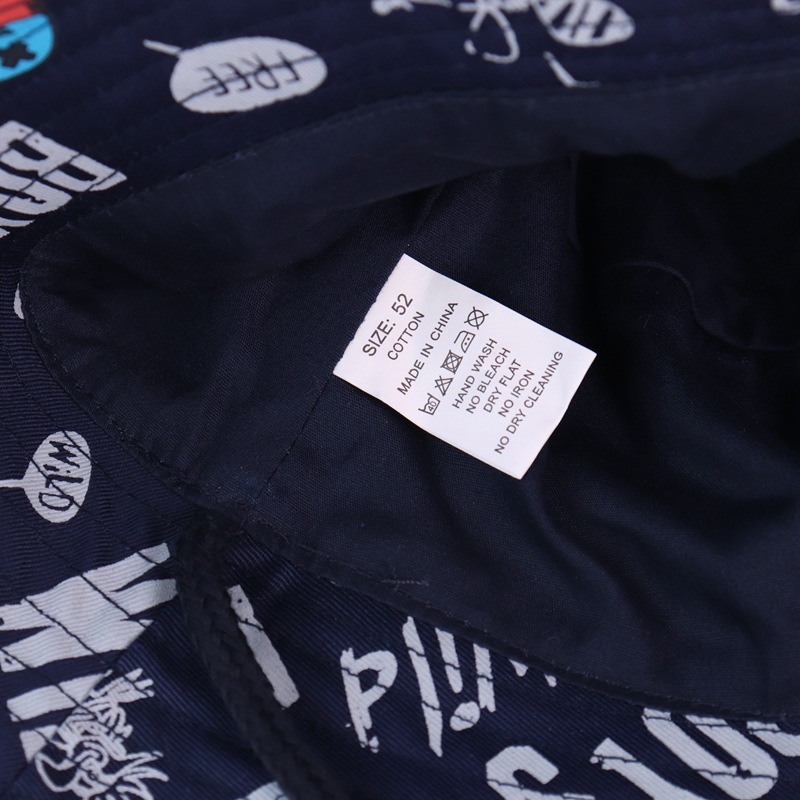 FREE
SIZE: 52
COTTON
MADE IN CHINA
40
HAND WASH
NO BLEACH
DRY FLAT
NO IRON
NO DRY CLEANING
WiLD